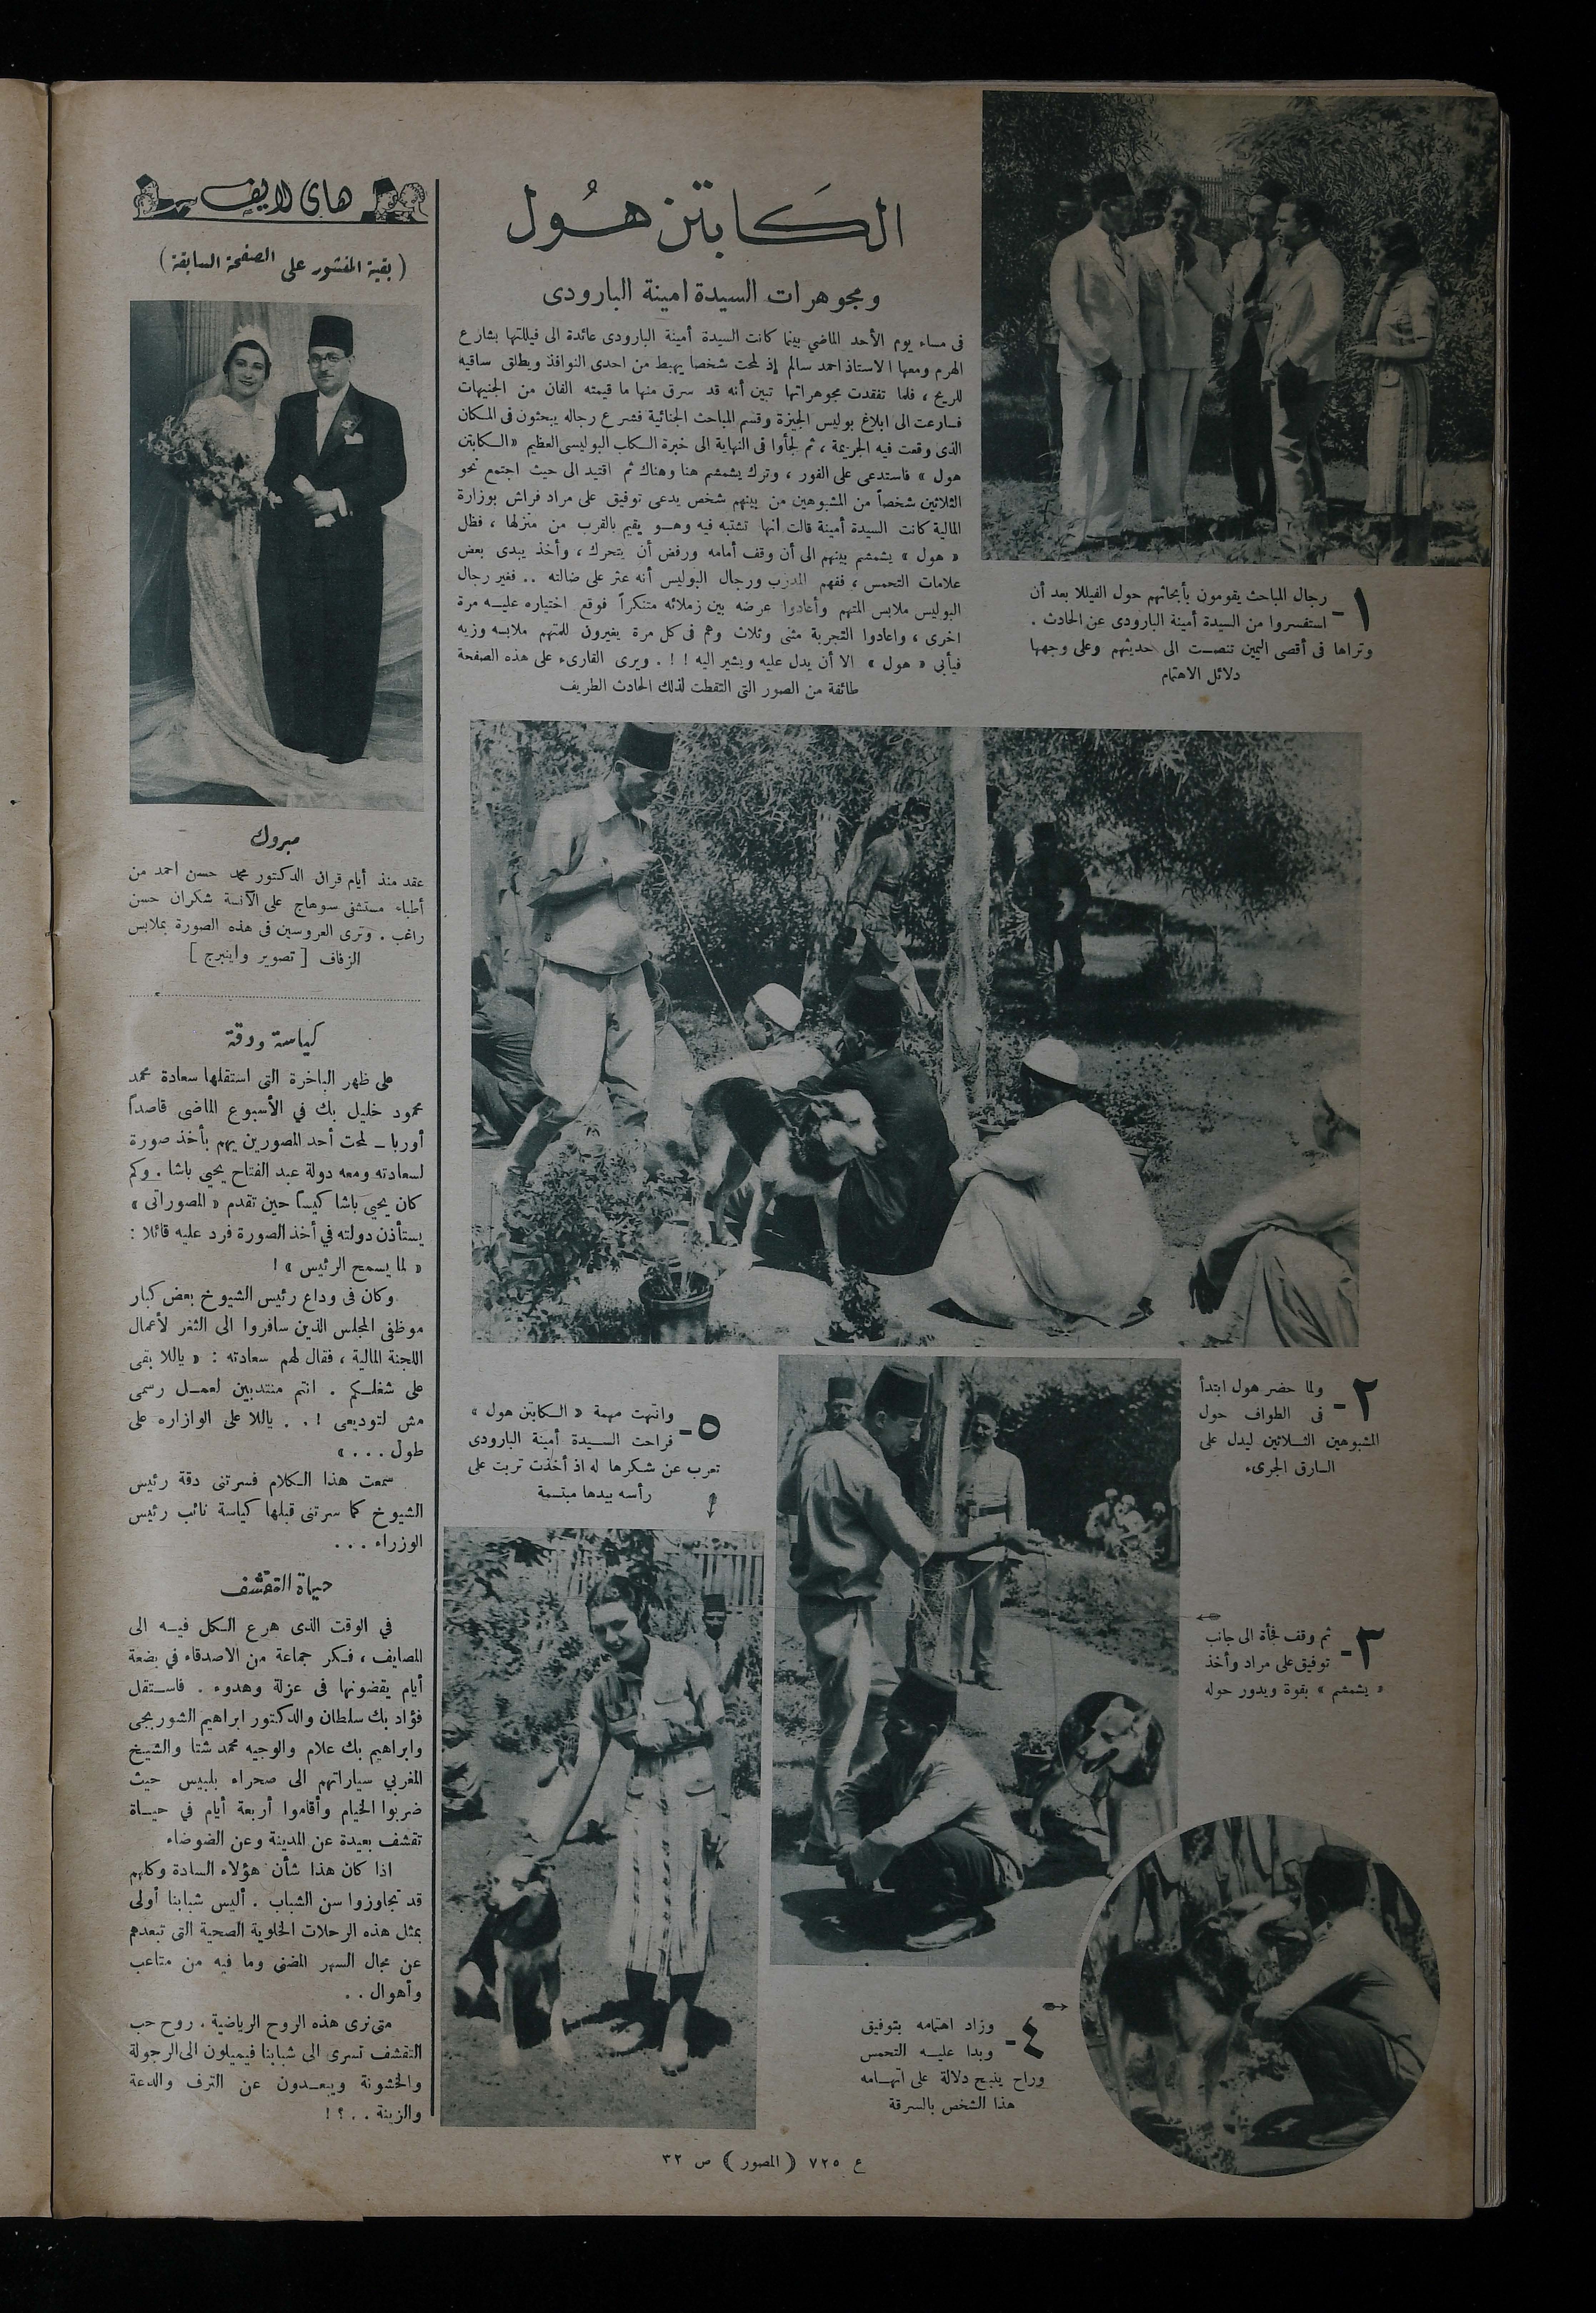 الكابتن هول
ومجوهرات السيدة امينة البارودى
فى مساء يوم الأحد الماضي بينما كانت السيدة أمينة البارودى عائدة الى فيللتها بشارع
الهرم ومعها الاستاذ احمد سالم إذ لمحت شخصا يهبط من احدى النوافذ ويطلق ساقيه
للريح ، فلما تفقدت مجوهراتها تبين أنه قد سرق منها ما قيمته الفان من الجنيهات
فسارعت الى ابلاغ بوليس الجيزة وقسم المباحث الجنائية فشرع رجاله يبحثون فى المكان
الذى وقعت فيه الجريمة ، ثم لجأوا فى النهاية الى خبرة الكلب البوليسى العظيم « الكابتن
هول » فاستدعى على الفور ، وترك يشمشم هنا وهناك ثم اقتيد الى حيث اجتمع نحو
الثلاثين شخصاً من المشبوهين من بينهم شخص يدعى توفيق على مراد فراش بوزارة
المالية كانت السيدة أمينة قالت انها تشتبه فيه وهو يقيم بالقرب من منزلها ، فظل
« هول » يشمشم بينهم الى أن وقف أمامه ورفض أن يتحرك ، وأخذ يبدى بعض
علامات التحمس ، ففهم المدرب ورجال البوليس أنه عثر على ضالته .. فغير رجال
البوليس ملابس المتهم وأعادوا عرضه بين زملائه متنكراً فوقع اختياره عليه مرة
اخرى ، واعادوا التجربة مثنى وثلاث وهم فى كل مرة يغيرون للمتهم ملابسه وزيه
فيأبى « هول » الا أن يدل عليه ويشير اليه ! ! . ويرى القارىء على هذه الصفحة
طائفة من الصور التى التقطت لذلك الحادث الطريف
١ - رجال المباحث يقومون بأبحاثهم حول الفيللا بعد أن
استفسروا من السيدة أمينة البارودى عن الحادث .
وتراها فى أقصى اليمين تنصت الى حديثهم وعلى وجهها
دلائل الاهتمام
٢ - ولما حضر هول ابتدأ
فى الطواف حول
المشبوهين الثلاثين ليدل على
السارق الجرىء
٣ - ثم وقف فجأة الى جانب
توفيق على مراد وأخذ
« يشمشم » بقوة ويدور حوله
٤ - وزاد اهتمامه بتوفيق
وبدا عليه التحمس
وراح ينبح دلالة على اتهامه
هذا الشخص بالسرقة
٥ - وانتهت مهمة « الكابتن هول »
فراحت السيدة أمينة البارودى
تعرب عن شكرها له اذ أخذت تربت على
رأسه بيدها مبتسمة
هاى لايف
( بقية المنشور على الصفحة السابقة )
مبروك
عقد منذ أيام قران الدكتور محمد حسن احمد من
أطباء مستشفى سوهاج على الآنسة شكران حسن
راغب . وترى العروسين فى هذه الصورة بملابس
الزفاف [ تصوير واينبرج ]
كياسة ورقة
على ظهر الباخرة التى استقلها سعادة محمد
محمود خليل بك في الأسبوع الماضى قاصداً
أوربا ـ لمحت أحد المصورين يهم بأخذ صورة
لسعادته ومعه دولة عبد الفتاح يحيي باشا . وكم
كان يحيي باشا كيساً حين تقدم « المصوراتى »
يستأذن دولته في أخذ الصورة فرد عليه قائلا :
« لما يسمح الرئيس » !
وكان فى وداع رئيس الشيوخ بعض كبار
موظفى المجلس الذين سافروا الى الثغر لأعمال
اللجنة المالية ، فقال لهم سعادته : « ياللا بقى
على شغلكم . انتم منتدبين لعمل رسمى
مش لتوديعى ! . . ياللا على الوازاره على
طول . . . »
سمعت هذا الكلام فسرتنى دقة رئيس
الشيوخ كما سرتنى قبلها كياسة نائب رئيس
الوزراء . . .
حياة التقشف
في الوقت الذى هرع الكل فيه الى
المصايف ، فكر جماعة من الاصدقاء في بضعة
أيام يقضونها فى عزلة وهدوء . فاستقل
فؤاد بك سلطان والدكتور ابراهيم الشوربجى
وابراهيم بك علام والوجيه محمد شتا والشيخ
المغربي سياراتهم الى صحراء بلبيس حيث
ضربوا الخيام وأقاموا أربعة أيام في حياة
تقشف بعيدة عن المدينة وعن الضوضاء
اذا كان هذا شأن هؤلاء السادة وكلهم
قد تجاوزوا سن الشباب . أليس شبابنا أولى
بمثل هذه الرحلات الخلوية الصحية التى تبعدهم
عن مجال السهر المضنى وما فيه من متاعب
وأهوال . .
متى نرى هذه الروح الرياضية . روح حب
التقشف تسرى الى شبابنا فيميلون الى الرجولة
والخشونة ويبعدون عن الترف والدعة
والزينة . . ؟ !
ع ٧٢٥ ( المصور ) ص ٣٢